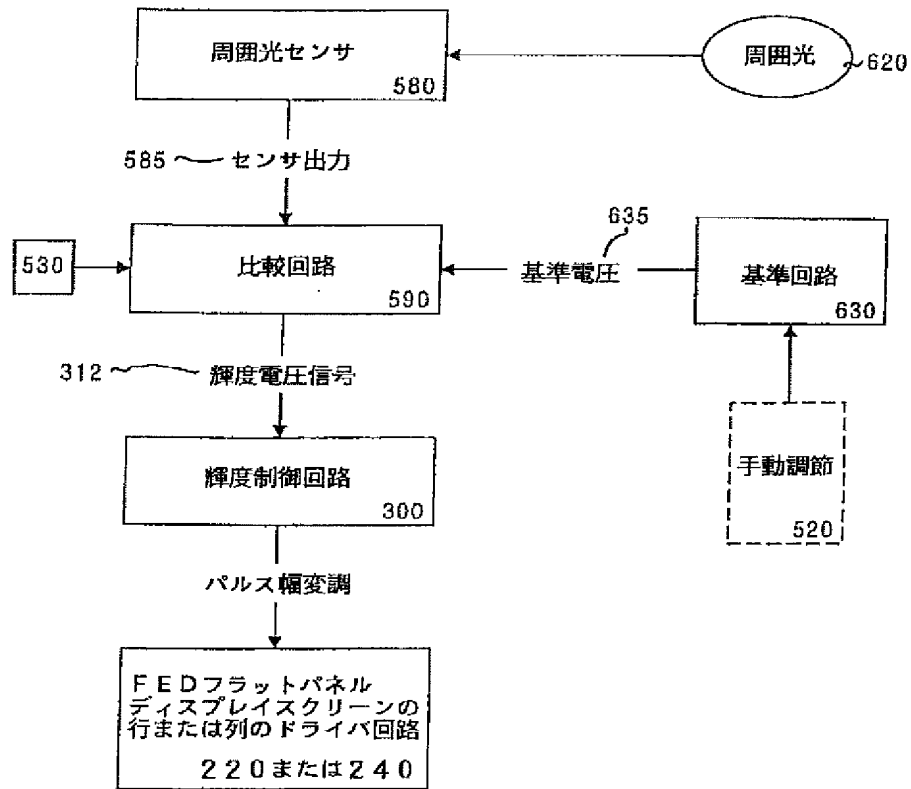 周囲光センサ
580
周囲光
620
585
センサ出力
530
比較回路
590
635
基準電圧
基準回路
630
312
輝度電圧信号
手動調節
520
輝度制御回路
300
パルス幅変調
FEDフラットパネル
ディスプレイスクリーンの
行または列のドライバ回路
220または240